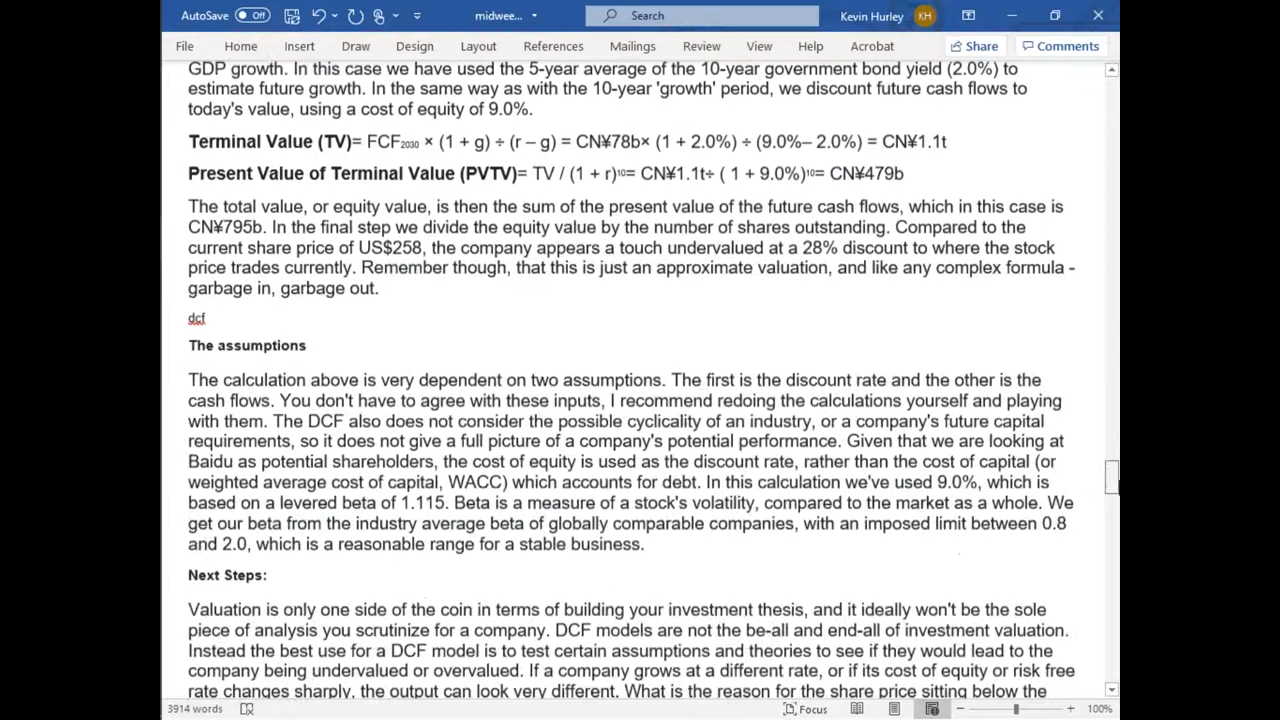 AutoSave Off midwee... Search Kevin Hurley KH
File Home Insert Draw Design Layout References Mailings Review View Help Acrobat Share Comments
GDP growth. In this case we have used the 5-year average of the 10-year government bond yield (2.0%) to
estimate future growth. In the same way as with the 10-year 'growth' period, we discount future cash flows to
today's value, using a cost of equity of 9.0%.
Terminal Value (TV)= FCF2030 × (1 + g) ÷ (r – g) = CN¥78b× (1 + 2.0%) ÷ (9.0%– 2.0%) = CN¥1.1t
Present Value of Terminal Value (PVTV)= TV / (1 + r)10= CN¥1.1t÷ ( 1 + 9.0%)10= CN¥479b
The total value, or equity value, is then the sum of the present value of the future cash flows, which in this case is
CN¥795b. In the final step we divide the equity value by the number of shares outstanding. Compared to the
current share price of US$258, the company appears a touch undervalued at a 28% discount to where the stock
price trades currently. Remember though, that this is just an approximate valuation, and like any complex formula -
garbage in, garbage out.
dcf
The assumptions
The calculation above is very dependent on two assumptions. The first is the discount rate and the other is the
cash flows. You don't have to agree with these inputs, I recommend redoing the calculations yourself and playing
with them. The DCF also does not consider the possible cyclicality of an industry, or a company's future capital
requirements, so it does not give a full picture of a company's potential performance. Given that we are looking at
Baidu as potential shareholders, the cost of equity is used as the discount rate, rather than the cost of capital (or
weighted average cost of capital, WACC) which accounts for debt. In this calculation we've used 9.0%, which is
based on a levered beta of 1.115. Beta is a measure of a stock's volatility, compared to the market as a whole. We
get our beta from the industry average beta of globally comparable companies, with an imposed limit between 0.8
and 2.0, which is a reasonable range for a stable business.
Next Steps:
Valuation is only one side of the coin in terms of building your investment thesis, and it ideally won't be the sole
piece of analysis you scrutinize for a company. DCF models are not the be-all and end-all of investment valuation.
Instead the best use for a DCF model is to test certain assumptions and theories to see if they would lead to the
company being undervalued or overvalued. If a company grows at a different rate, or if its cost of equity or risk free
rate changes sharply, the output can look very different. What is the reason for the share price sitting below the
3914 words Focus 100%